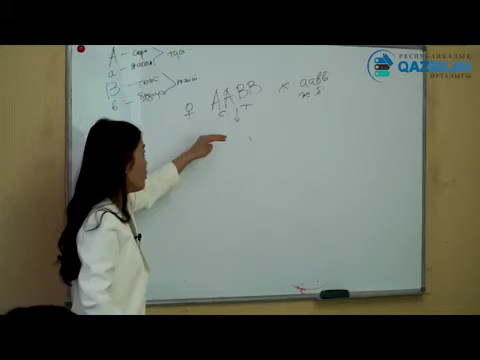 A – сары
a – жасыл
B – тегіс
b – бұдыр
♀ AABB × aabb
с т ж б
РЕСПУБЛИКАЛЫҚ
QAZBILIM
ОРТАЛЫҒЫ